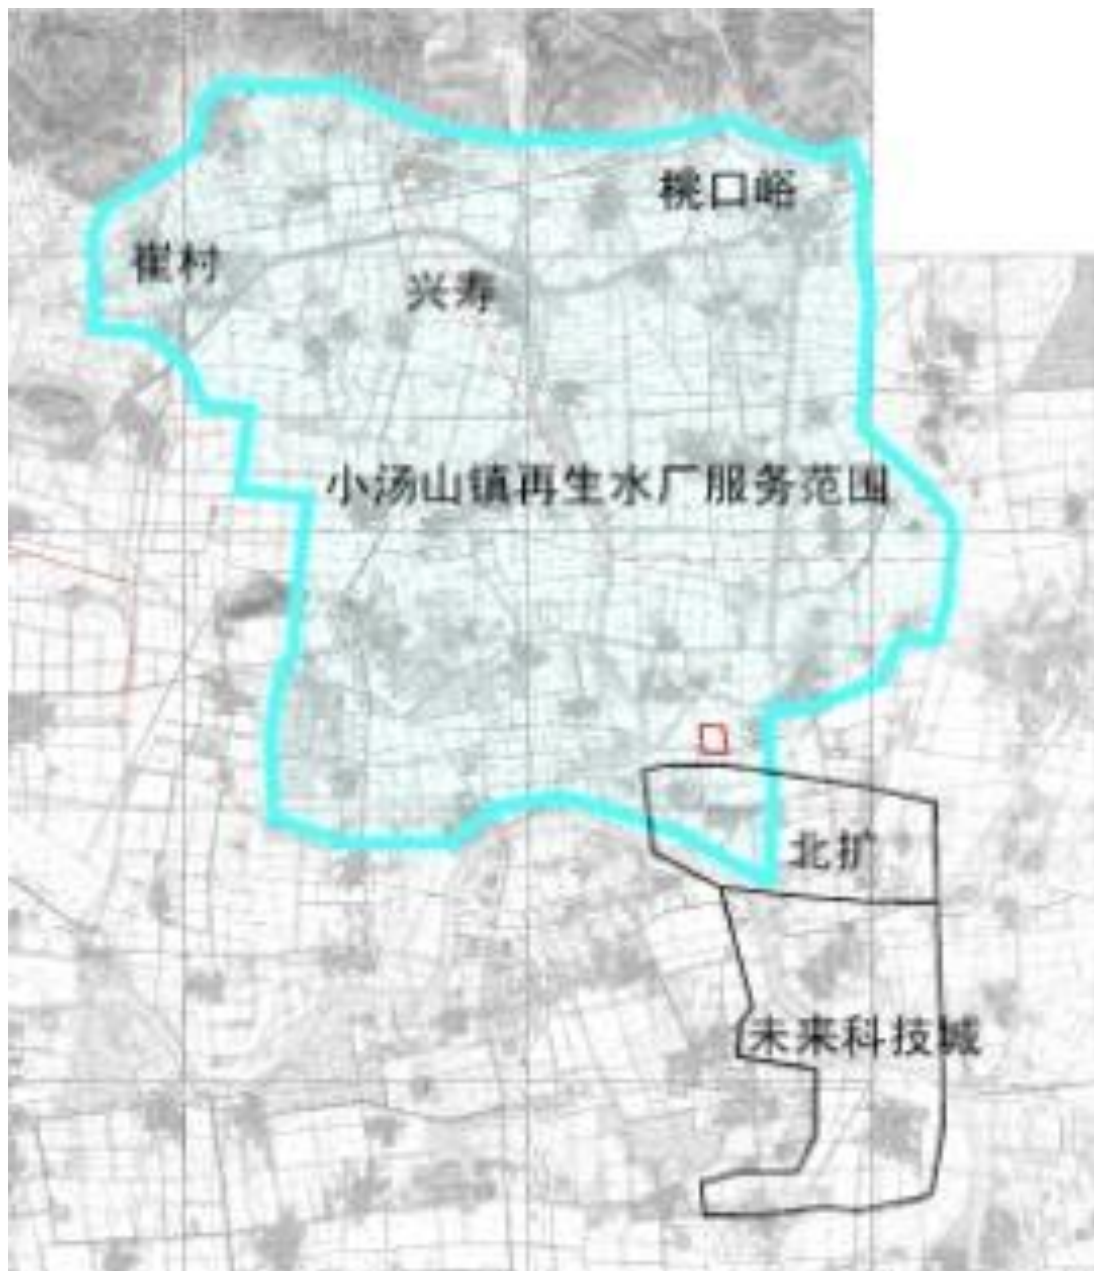 桃口峪
崔村
兴寿
小汤山镇再生水厂服务范围
北扩
未来科技城